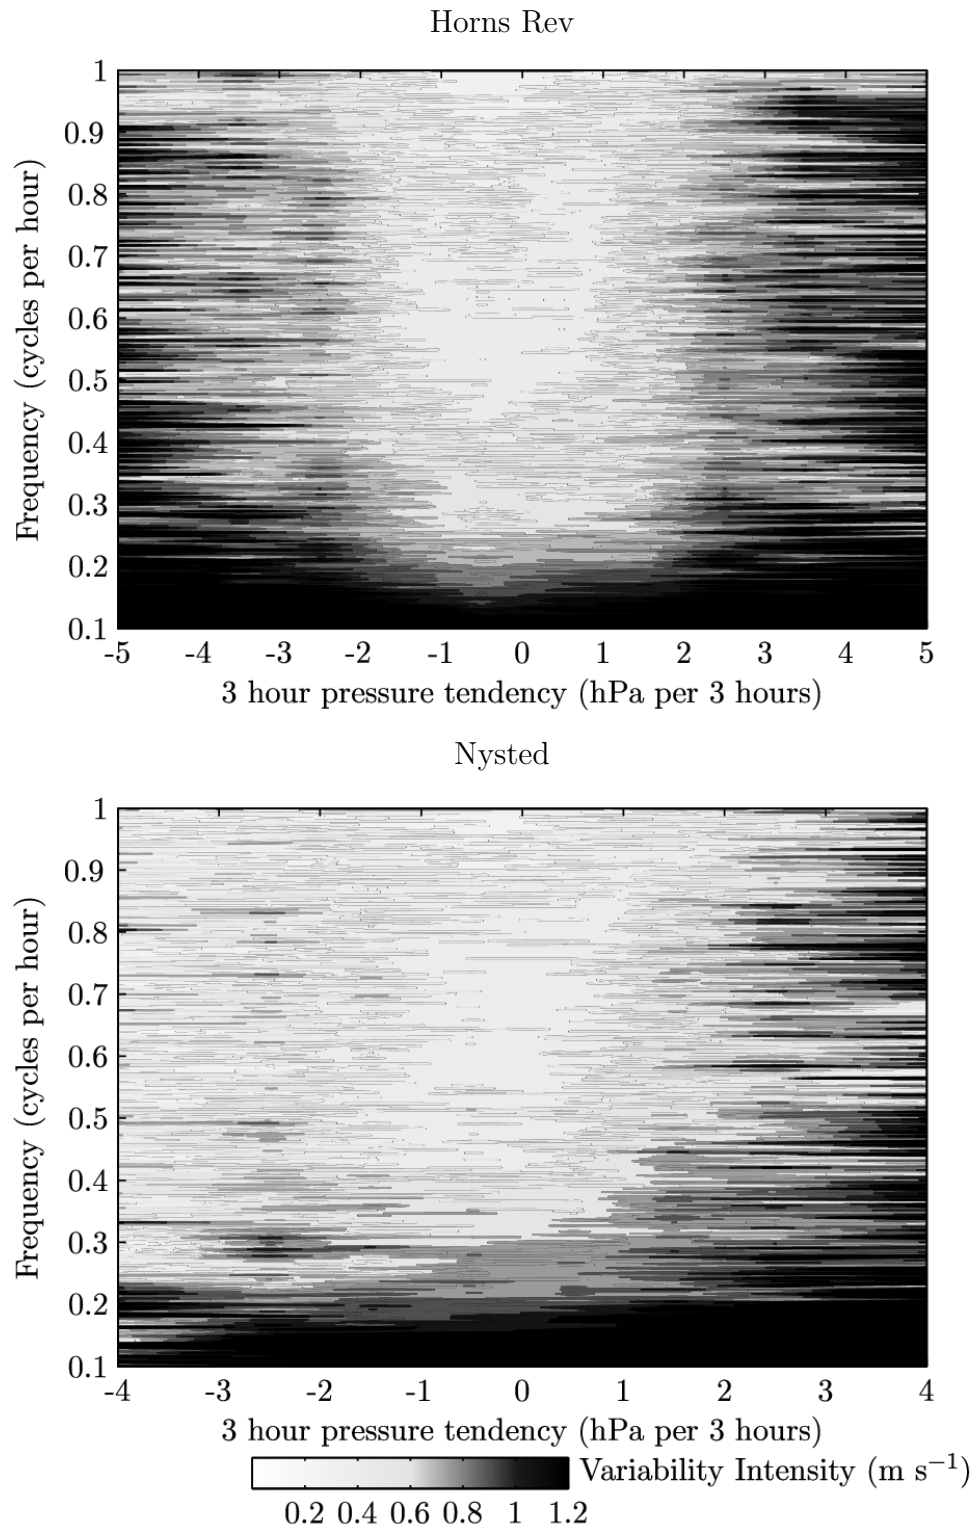 Horns Rev
1
0.9
0.8
0.7
0.6
0.5
0.4
0.3
0.2
0.1
Frequency (cycles per hour)
-5 -4 -3 -2 -1 0 1 2 3 4 5
3 hour pressure tendency (hPa per 3 hours)
Nysted
1
0.9
0.8
0.7
0.6
0.5
0.4
0.3
0.2
0.1
Frequency (cycles per hour)
-4 -3 -2 -1 0 1 2 3 4
3 hour pressure tendency (hPa per 3 hours)
Variability Intensity (m s⁻¹)
0.2 0.4 0.6 0.8 1 1.2